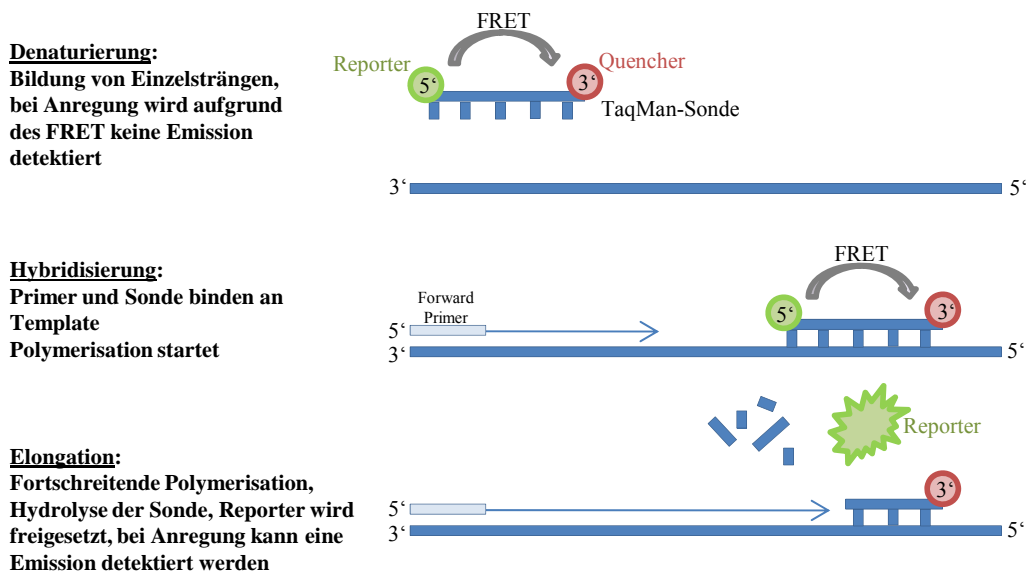 Denaturierung:
Bildung von Einzelsträngen,
bei Anregung wird aufgrund
des FRET keine Emission
detektiert
FRET
Reporter
5‘
3‘
Quencher
TaqMan-Sonde
3‘
5‘
Hybridisierung:
Primer und Sonde binden an
Template
Polymerisation startet
FRET
Forward
Primer
5‘
3‘
5‘
3‘
5‘
Reporter
Elongation:
Fortschreitende Polymerisation,
Hydrolyse der Sonde, Reporter wird
freigesetzt, bei Anregung kann eine
Emission detektiert werden
3‘
5‘
3‘
5‘